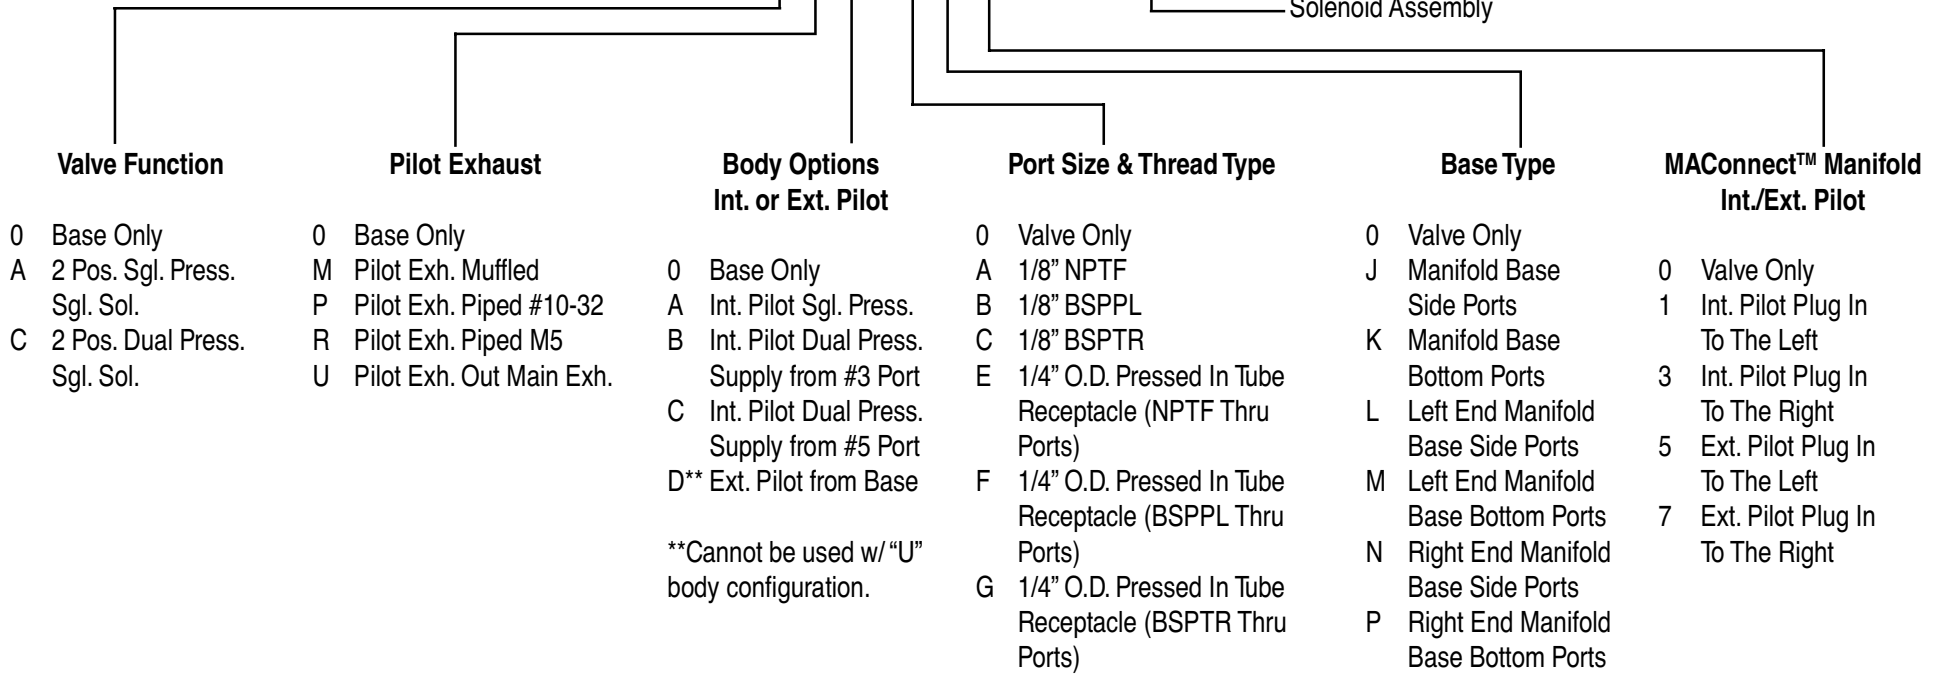 Solenoid Assembly
Valve Function
0 Base Only
A 2 Pos. Sgl. Press.
Sgl. Sol.
C 2 Pos. Dual Press.
Sgl. Sol.
Pilot Exhaust
0 Base Only
M Pilot Exh. Muffled
P Pilot Exh. Piped #10-32
R Pilot Exh. Piped M5
U Pilot Exh. Out Main Exh.
Body Options
Int. or Ext. Pilot
0 Base Only
A Int. Pilot Sgl. Press.
B Int. Pilot Dual Press.
Supply from #3 Port
C Int. Pilot Dual Press.
Supply from #5 Port
D** Ext. Pilot from Base
**Cannot be used w/ “U”
body configuration.
Port Size & Thread Type
0 Valve Only
A 1/8” NPTF
B 1/8” BSPPL
C 1/8” BSPTR
E 1/4” O.D. Pressed In Tube
Receptacle (NPTF Thru
Ports)
F 1/4” O.D. Pressed In Tube
Receptacle (BSPPL Thru
Ports)
G 1/4” O.D. Pressed In Tube
Receptacle (BSPTR Thru
Ports)
Base Type
0 Valve Only
J Manifold Base
Side Ports
K Manifold Base
Bottom Ports
L Left End Manifold
Base Side Ports
M Left End Manifold
Base Bottom Ports
N Right End Manifold
Base Side Ports
P Right End Manifold
Base Bottom Ports
MAConnect™ Manifold
Int./Ext. Pilot
0 Valve Only
1 Int. Pilot Plug In
To The Left
3 Int. Pilot Plug In
To The Right
5 Ext. Pilot Plug In
To The Left
7 Ext. Pilot Plug In
To The Right